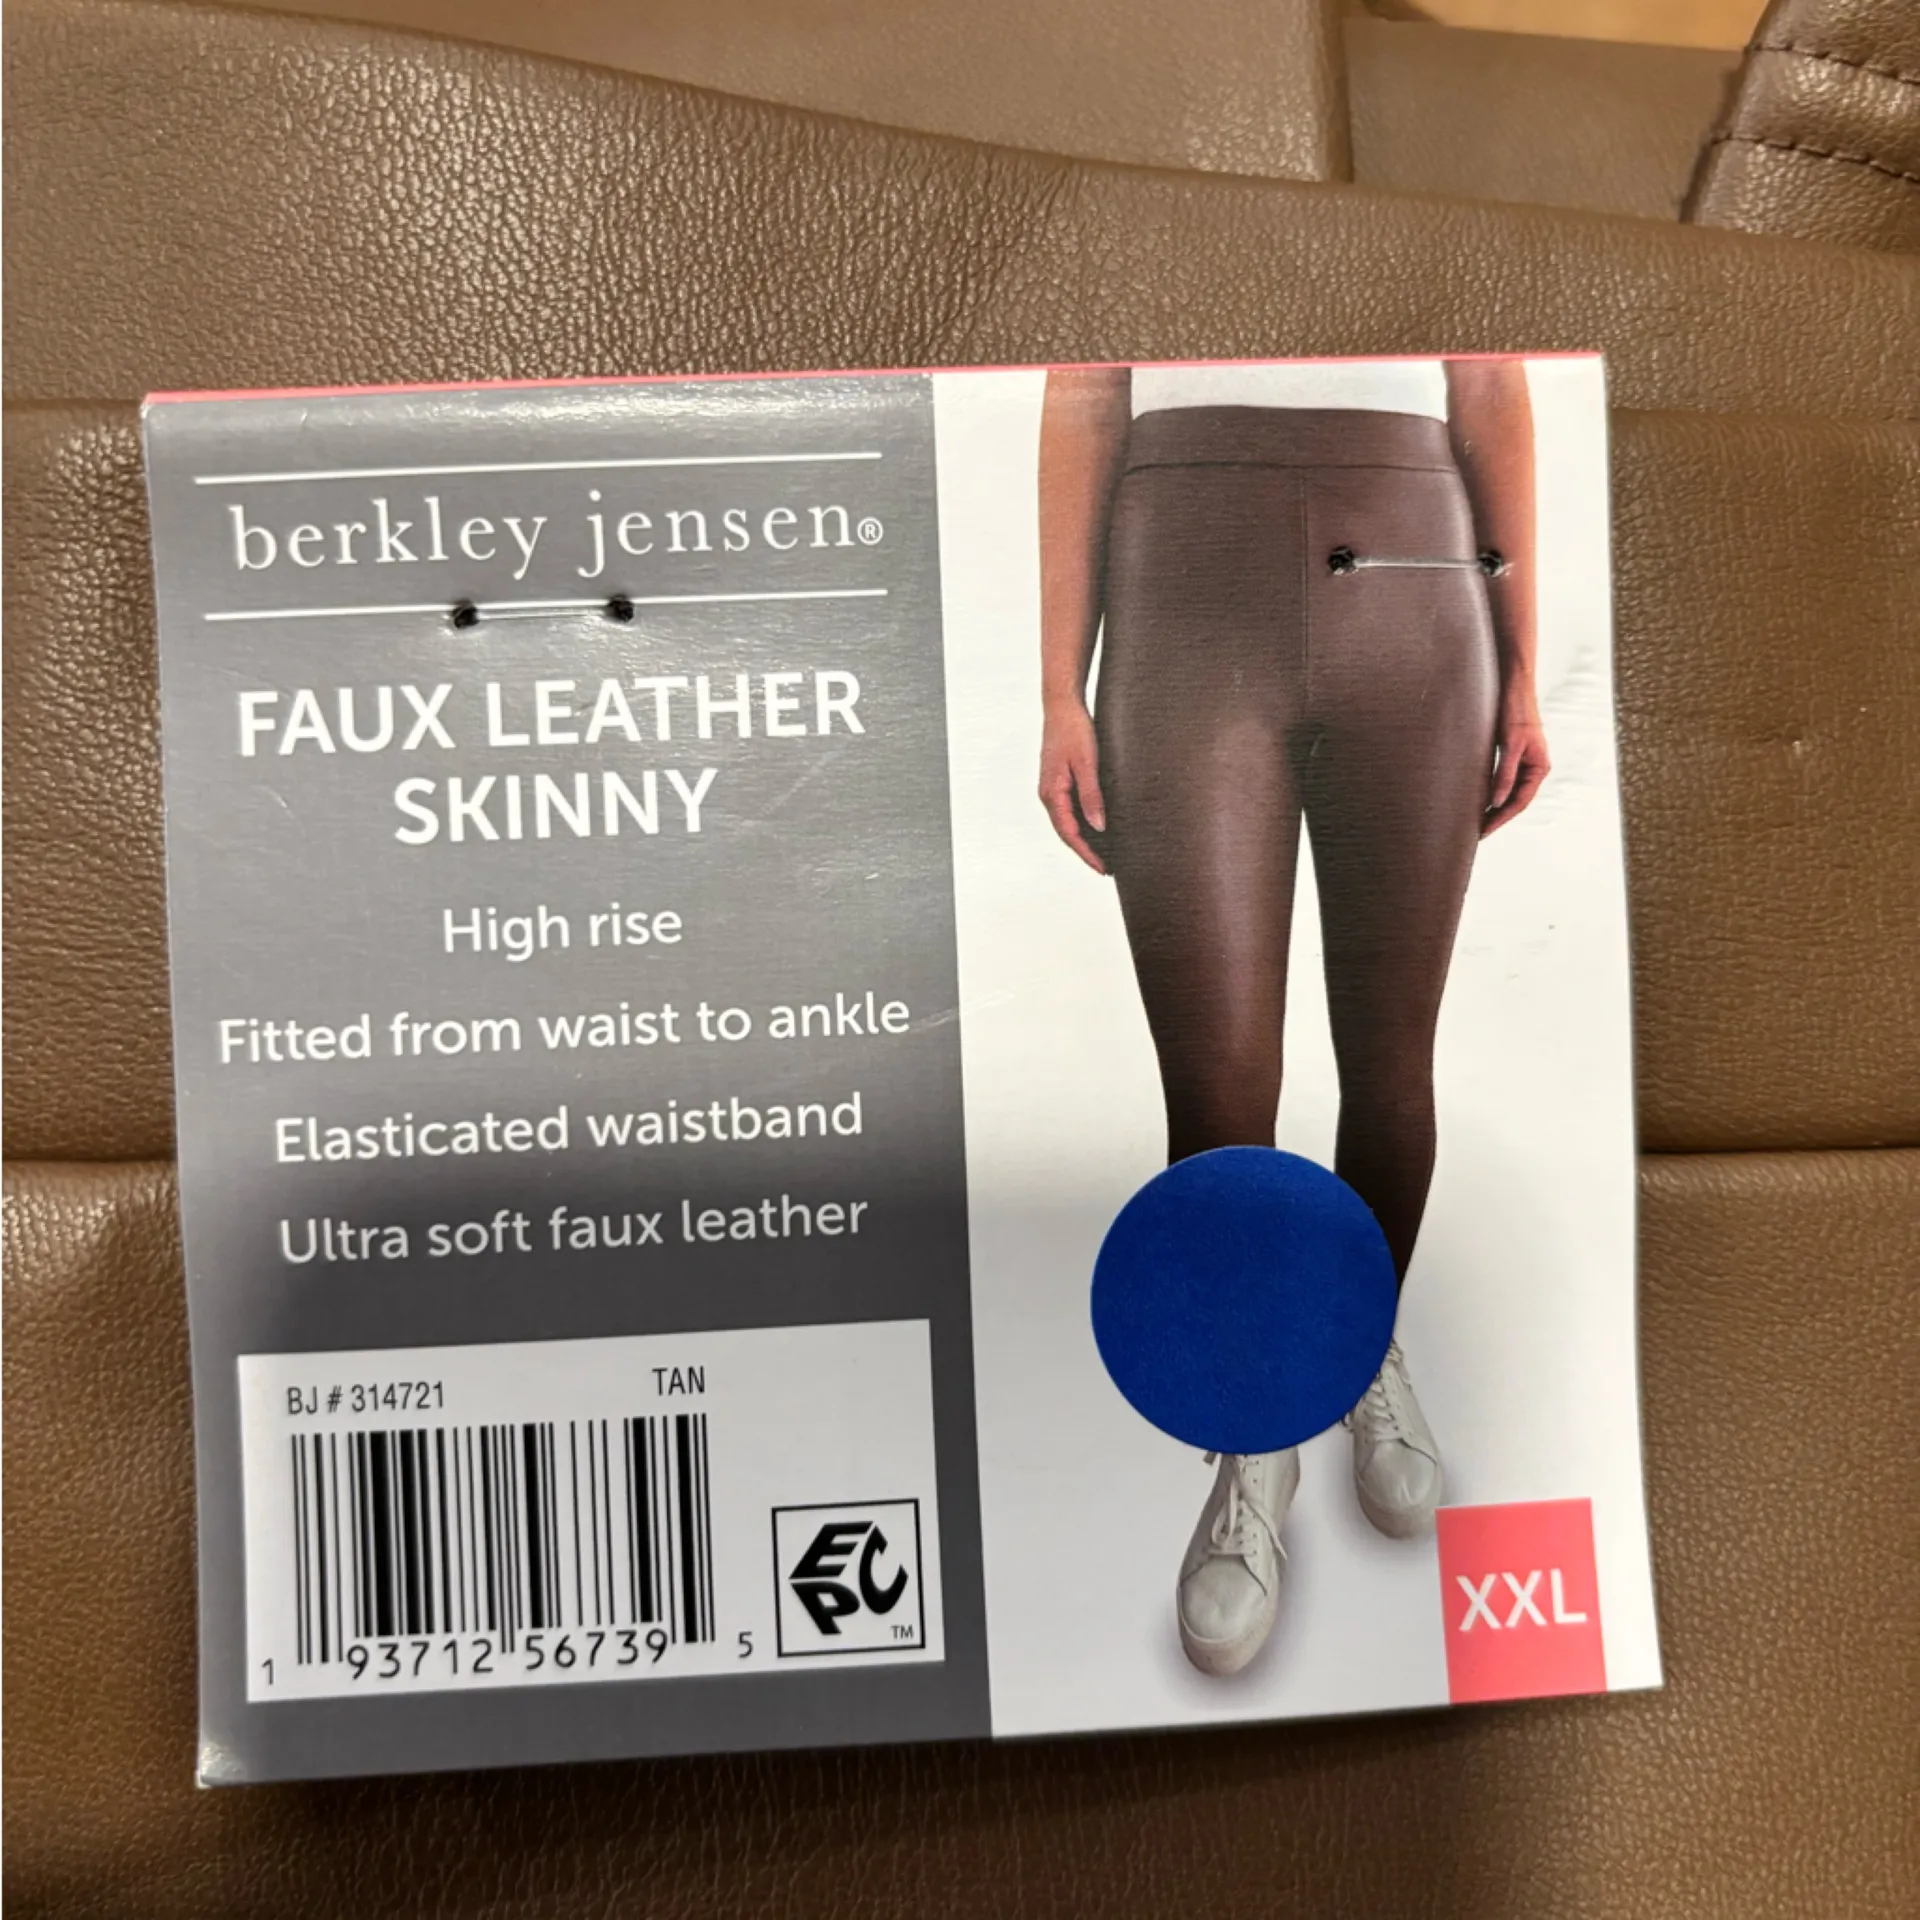 berkley jensen®
FAUX LEATHER
SKINNY
High rise
Fitted from waist to ankle
Elasticated waistband
Ultra soft faux leather
BJ # 314721 TAN
1 93712 56739 5
EPC TM
XXL